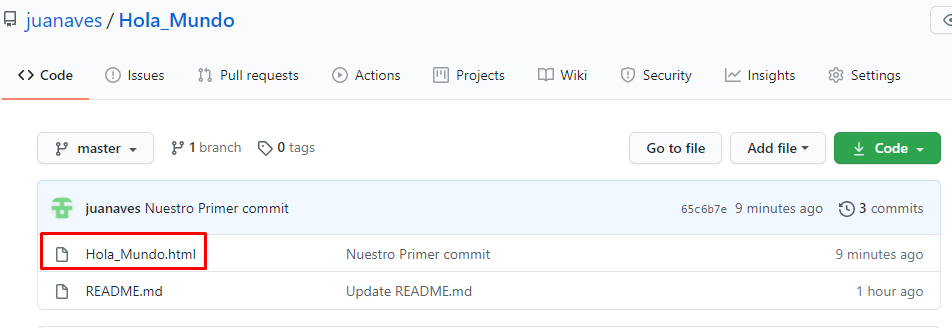 juanaves / Hola_Mundo
Code Issues Pull requests Actions Projects Wiki Security Insights Settings
master 1 branch 0 tags Go to file Add file Code
juanaves Nuestro Primer commit 65c6b7e 9 minutes ago 3 commits
Hola_Mundo.html Nuestro Primer commit 9 minutes ago
README.md Update README.md 1 hour ago